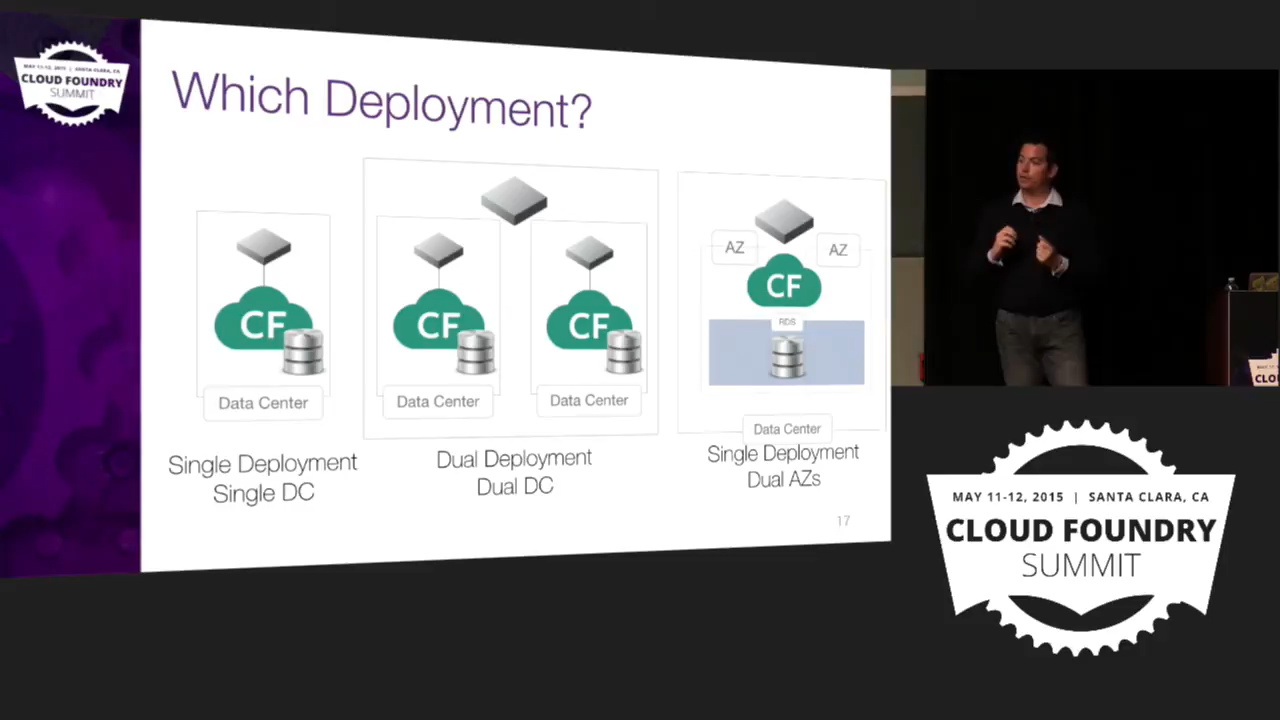 MAY 11-12, 2015 | SANTA CLARA, CA
CLOUD FOUNDRY
SUMMIT
Which Deployment?
CF
Data Center
Single Deployment
Single DC
CF
Data Center
CF
Data Center
Dual Deployment
Dual DC
AZ
AZ
CF
RDS
Data Center
Single Deployment
Dual AZs
17
MAY 11-12, 2015 | SANTA CLARA, CA
CLOUD FOUNDRY
SUMMIT